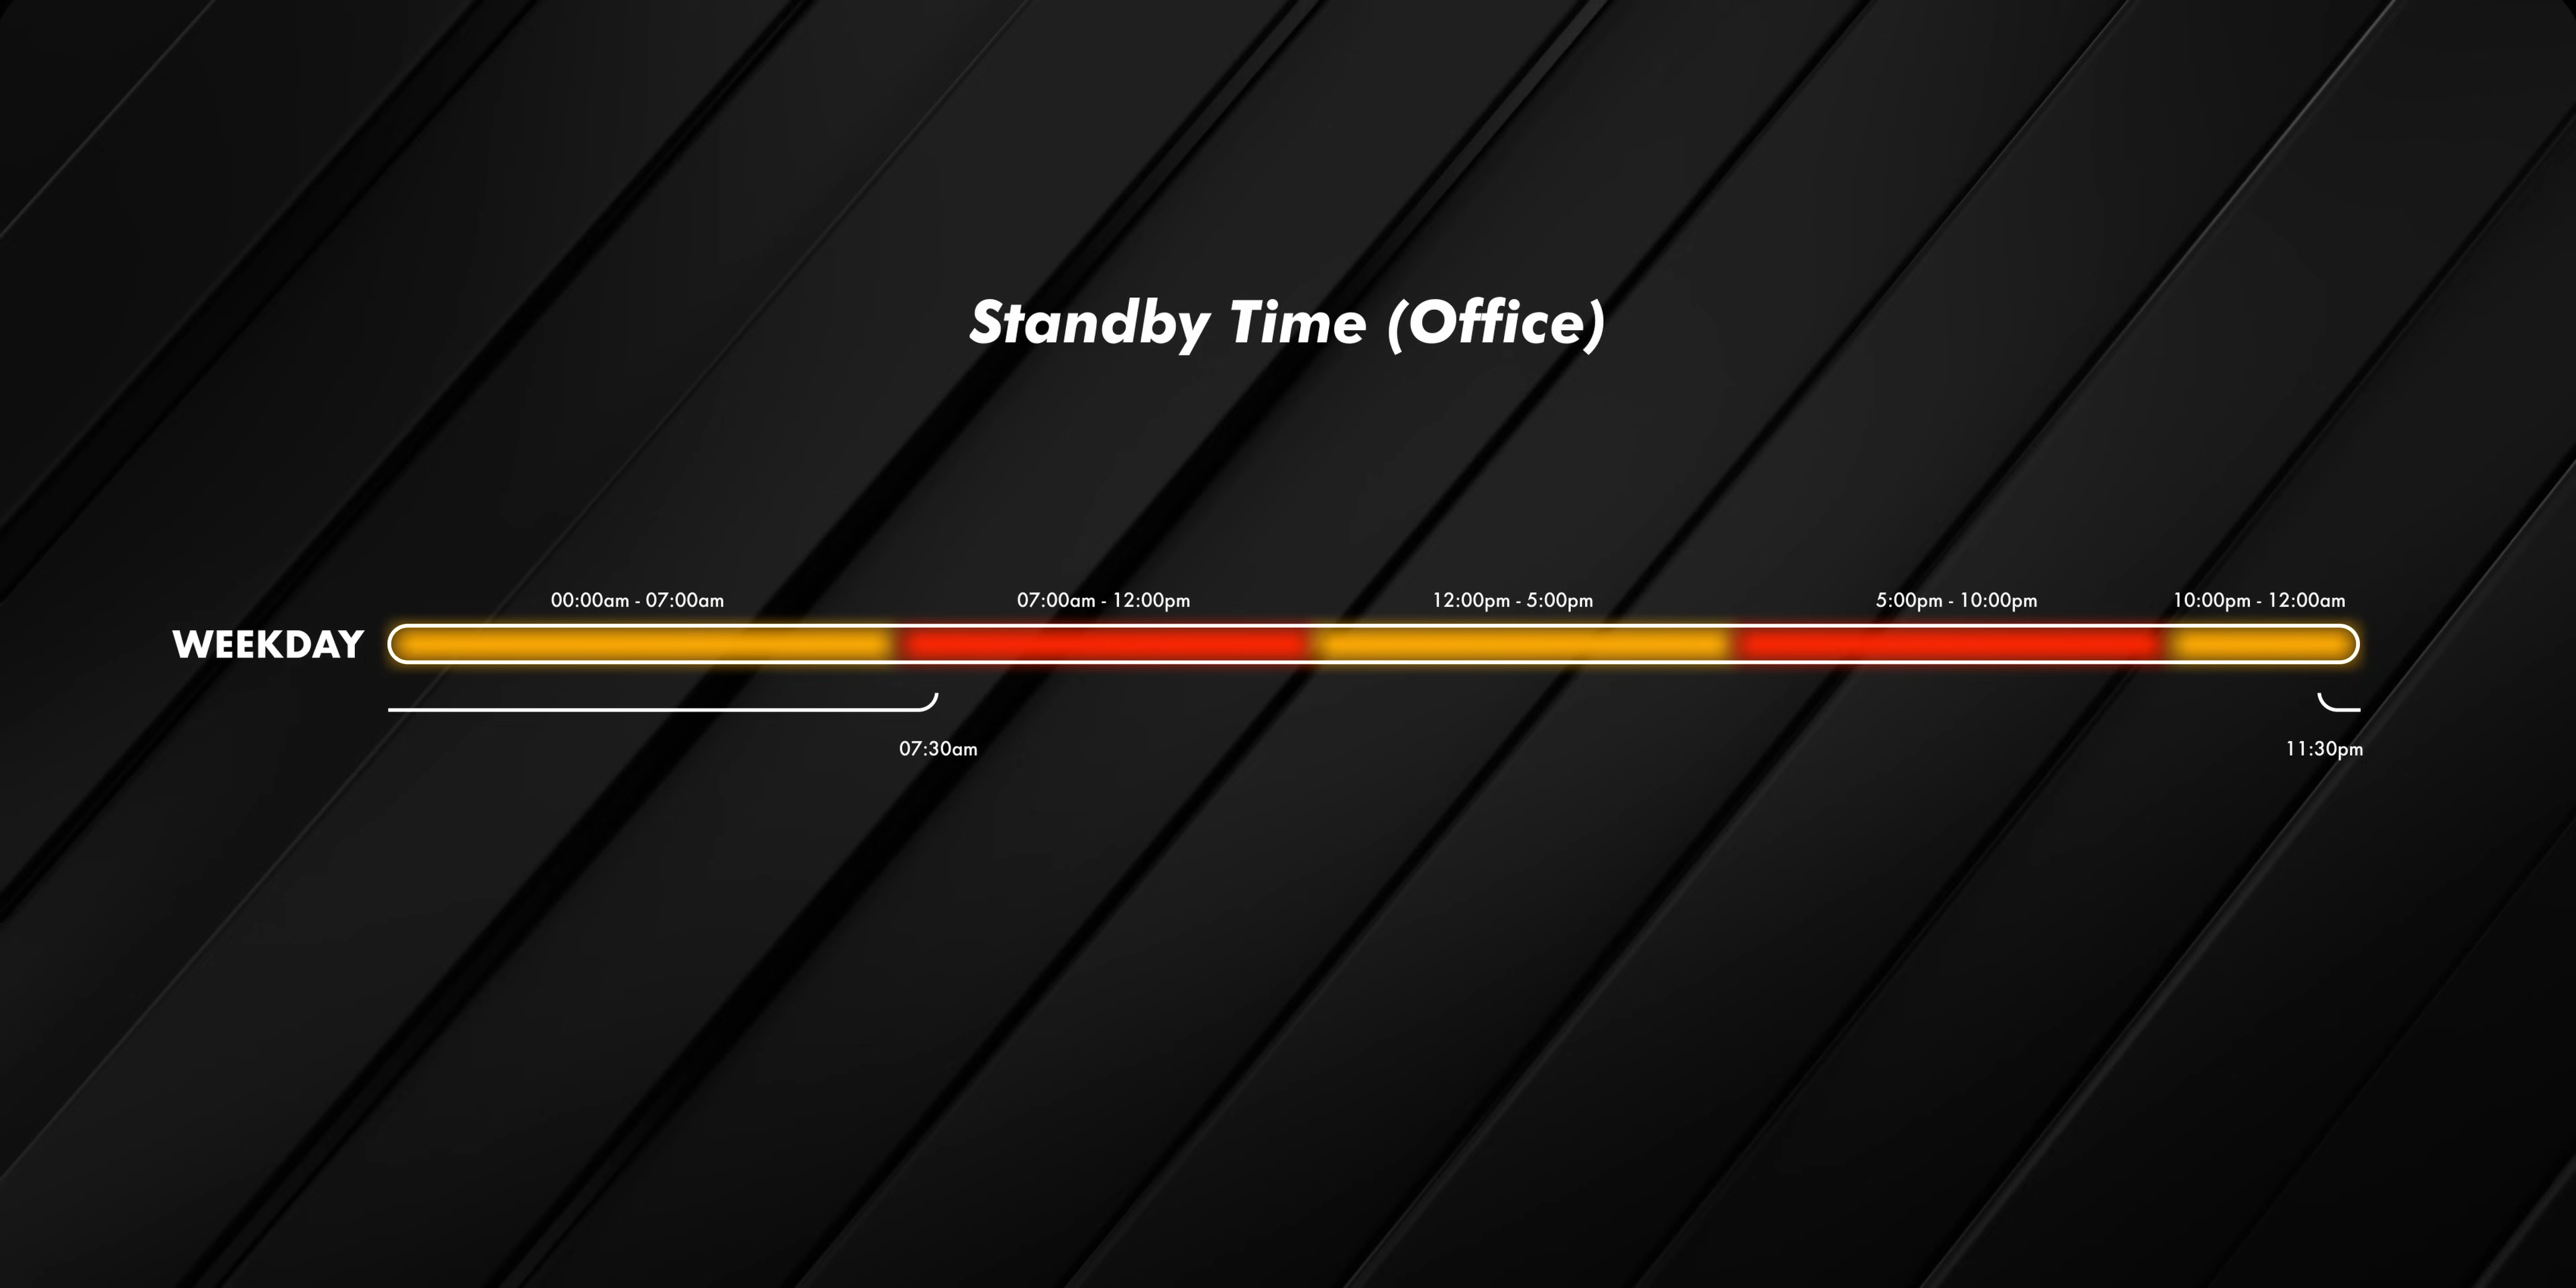 Standby Time (Office)
00:00am - 07:00am 07:00am - 12:00pm 12:00pm - 5:00pm 5:00pm - 10:00pm 10:00pm - 12:00am
WEEKDAY
07:30am 11:30pm